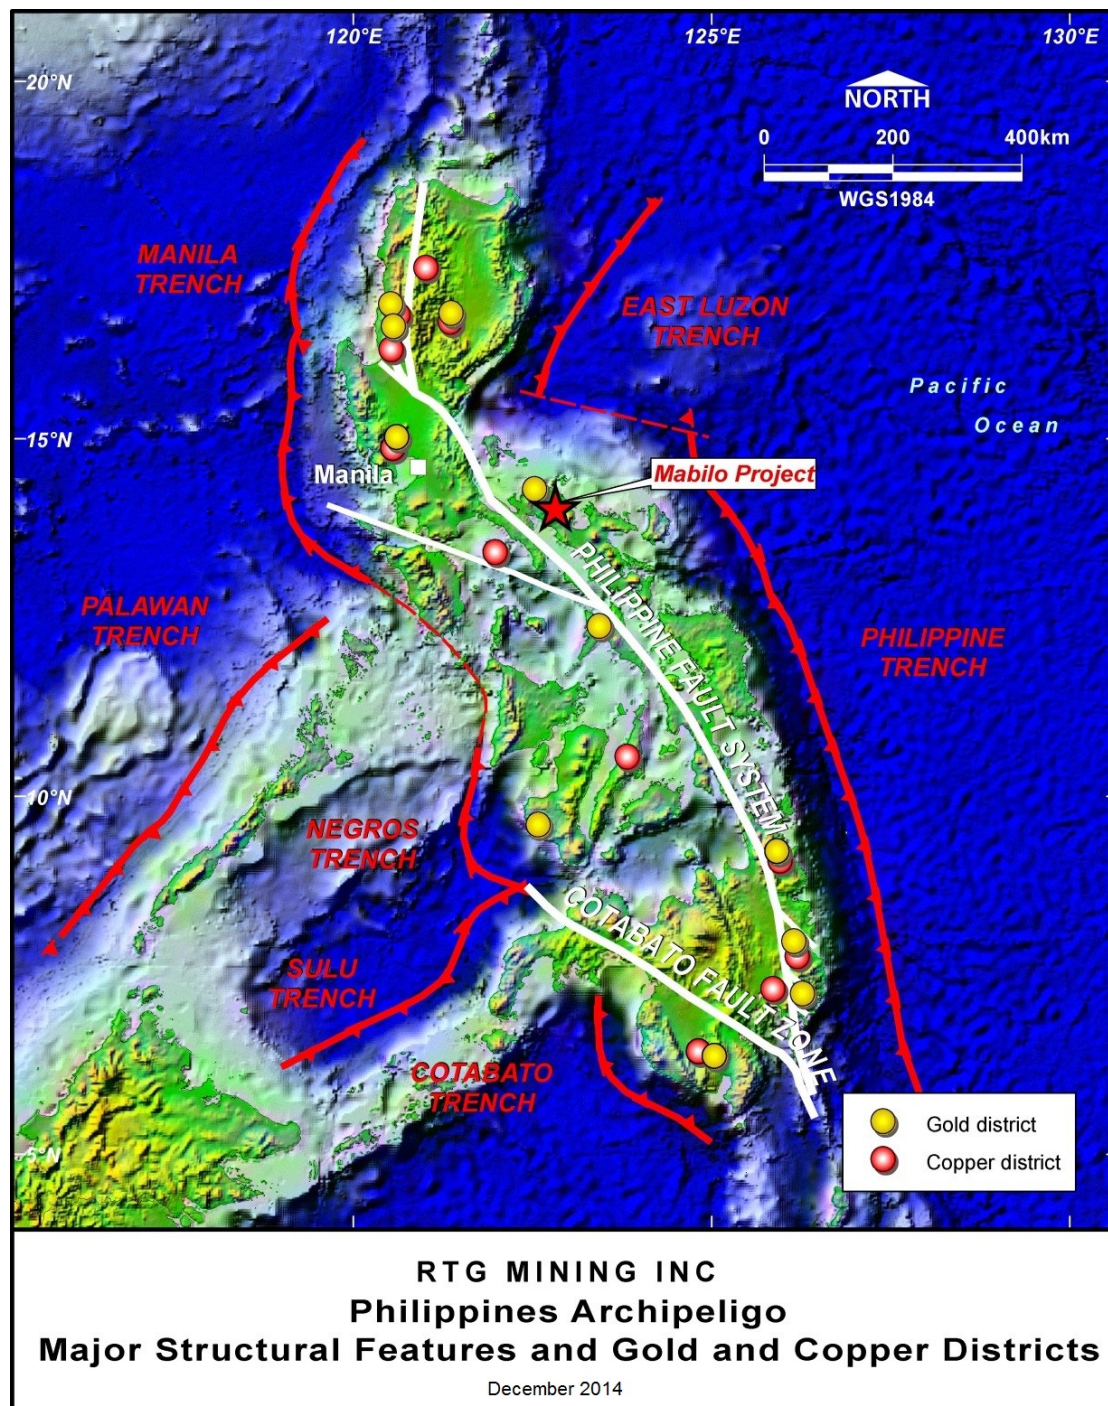 120°E
125°E
130°E
20°N
NORTH
0
200
400km
WGS1984
MANILA
TRENCH
EAST LUZON
TRENCH
Pacific
Ocean
15°N
Manila
Mabilo Project
PHILIPPINE FAULT SYSTEM
PALAWAN
TRENCH
PHILIPPINE
TRENCH
10°N
NEGROS
TRENCH
COTABATO FAULT ZONE
SULU
TRENCH
COTABATO
TRENCH
5°N
Gold district
Copper district
RTG MINING INC
Philippines Archipeligo
Major Structural Features and Gold and Copper Districts
December 2014